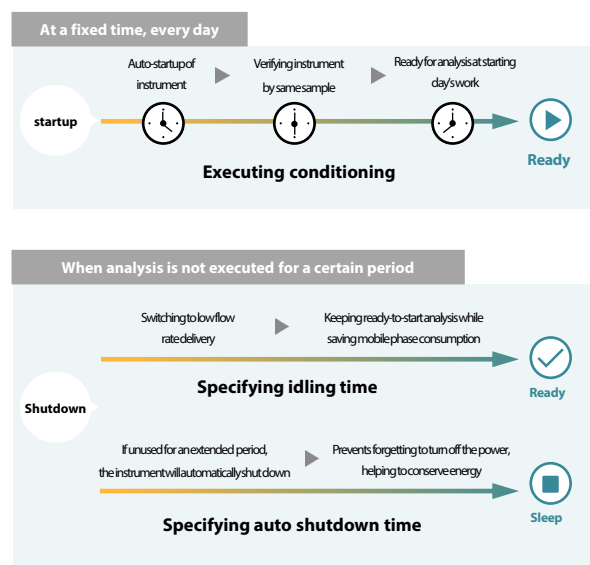 At a fixed time, every day
Auto-startup of
instrument
Verifying instrument
by same sample
Ready for analysis at starting
day's work
startup
Ready
Executing conditioning
When analysis is not executed for a certain period
Switching to low flow
rate delivery
Keeping ready-to-start analysis while
saving mobile phase consumption
Specifying idling time
Ready
Shutdown
If unused for an extended period,
the instrument will automatically shut down
Prevents forgetting to turn off the power,
helping to conserve energy
Specifying auto shutdown time
Sleep